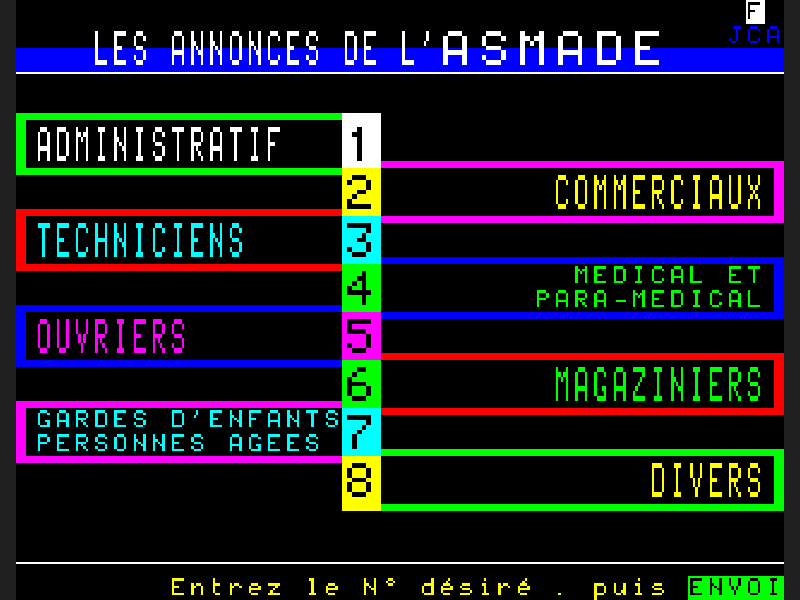 F
JCA
LES ANNONCES DE L'ASMADE
ADMINISTRATIF 1
2 COMMERCIAUX
TECHNICIENS 3
4 MEDICAL ET
PARA-MEDICAL
OUVRIERS 5
6 MAGAZINIERS
GARDES D'ENFANTS
PERSONNES AGEES 7
8 DIVERS
Entrez le N° désiré . puis ENVOI